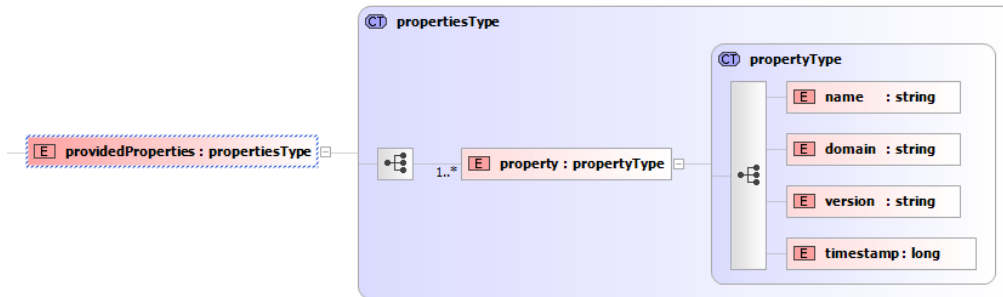 CT propertiesType
CT propertyType
E name : string
E domain : string
E providedProperties : propertiesType
1..* E property : propertyType
E version : string
E timestamp : long